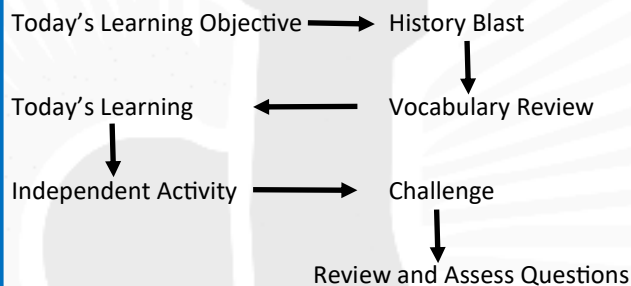 Today’s Learning Objective History Blast
Today’s Learning Vocabulary Review
Independent Activity Challenge
Review and Assess Questions